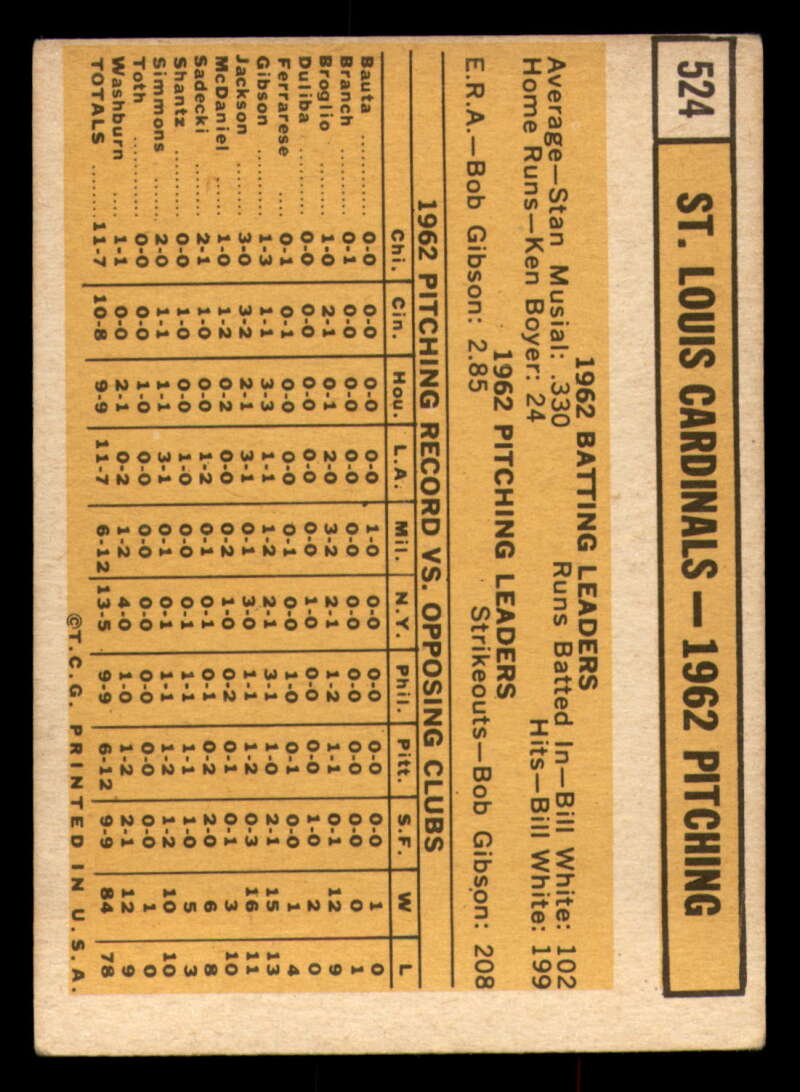 524 ST. LOUIS CARDINALS — 1962 PITCHING
1962 BATTING LEADERS
Average—Stan Musial: .330 Runs Batted In—Bill White: 102
Home Runs—Ken Boyer: 24 Hits—Bill White: 199
1962 PITCHING LEADERS
E.R.A.—Bob Gibson: 2.85 Strikeouts—Bob Gibson: 208
1962 PITCHING RECORD VS. OPPOSING CLUBS
Chi. Cin. Hou. L.A. Mil. N.Y. Phil. Pitt. S.F. W L
Bauta ............ 0-0 0-0 0-0 0-0 1-0 0-0 0-0 0-0 0-0 1 0
Branch .......... 0-1 0-0 0-0 0-0 0-0 0-0 0-0 0-0 0-0 0 1
Broglio .......... 1-0 2-1 0-1 2-0 3-2 2-1 1-2 1-1 0-1 12 9
Duliba ........... 0-0 0-0 0-0 0-0 0-0 1-0 0-0 0-0 1-0 2 0
Ferrarese .... 0-1 0-1 0-0 0-0 0-1 0-0 1-0 0-1 0-0 1 4
Gibson .......... 1-3 1-1 3-3 1-1 1-2 2-1 3-1 1-0 2-1 15 13
Jackson ........ 3-0 3-2 2-1 3-1 0-1 3-0 1-1 1-2 0-3 16 11
McDaniel ...... 1-0 1-2 0-2 0-0 0-2 1-0 0-2 0-1 0-1 3 10
Sadecki ........ 2-1 1-0 0-0 1-2 0-1 0-1 0-1 0-2 2-0 6 8
Shantz .......... 0-0 1-0 0-0 1-0 0-0 0-1 1-1 1-1 1-0 5 3
Simmons ....... 2-0 1-1 1-1 3-1 0-1 0-1 1-1 1-2 1-2 10 10
Toth ............. 0-0 0-0 1-0 0-0 0-0 0-0 0-0 0-0 0-0 1 0
Washburn .... 1-1 0-0 2-1 0-2 1-2 4-0 1-0 1-2 2-1 12 9
TOTALS ...... 11-7 10-8 9-9 11-7 6-12 13-5 9-9 6-12 9-9 84 78
©T.C.G. PRINTED IN U.S.A.